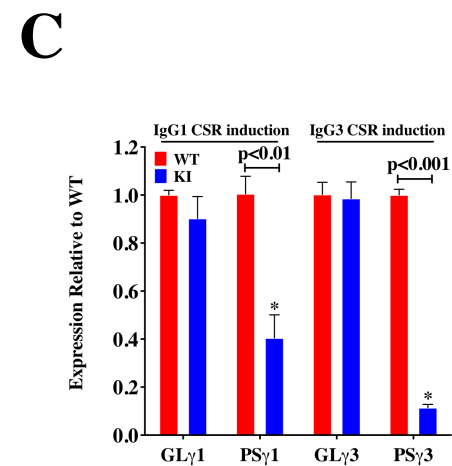 C
IgG1 CSR induction IgG3 CSR induction
WT
KI
p<0.01
p<0.001
Expression Relative to WT
1.2
1.0
0.8
0.6
0.4
0.2
0.0
*
*
GLγ1 PSγ1 GLγ3 PSγ3